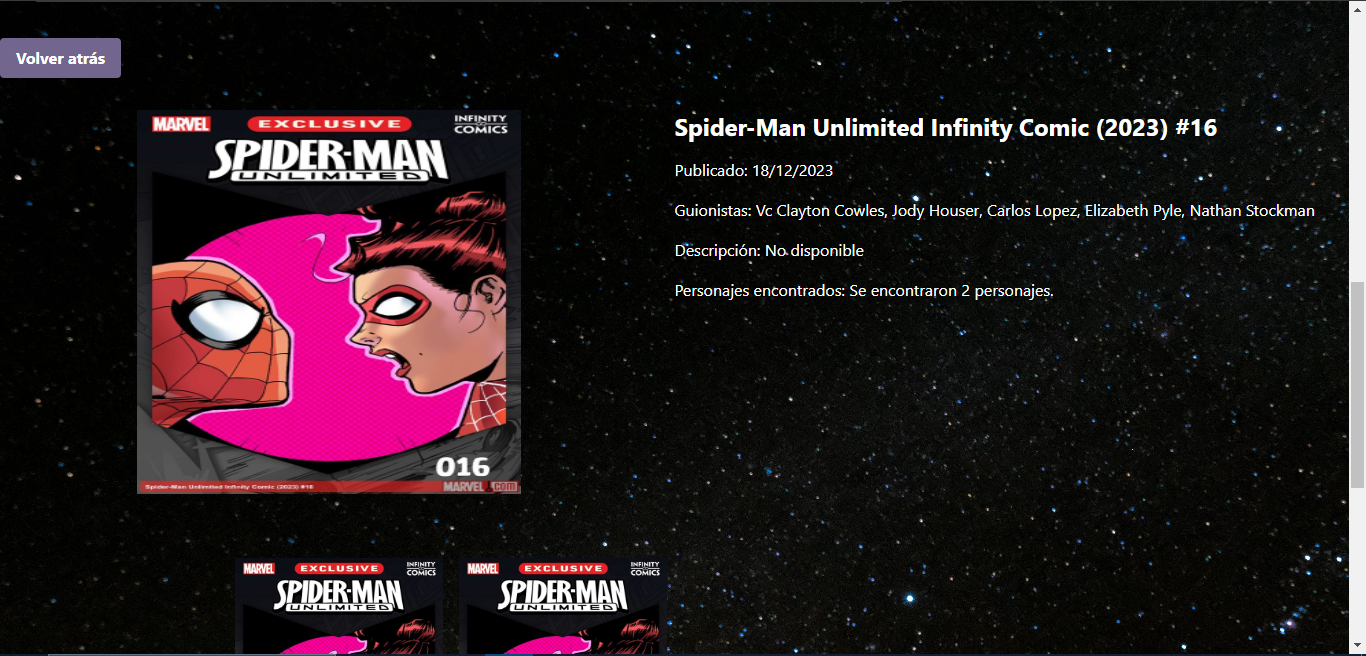 Volver atrás
MARVEL
EXCLUSIVE
INFINITY
COMICS
SPIDER-MAN
UNLIMITED
016
Spider-Man Unlimited Infinity Comic (2023) #16
MARVEL.com
Spider-Man Unlimited Infinity Comic (2023) #16
Publicado: 18/12/2023
Guionistas: Vc Clayton Cowles, Jody Houser, Carlos Lopez, Elizabeth Pyle, Nathan Stockman
Descripción: No disponible
Personajes encontrados: Se encontraron 2 personajes.
MARVEL
EXCLUSIVE
INFINITY
COMICS
SPIDER-MAN
UNLIMITED
MARVEL
EXCLUSIVE
INFINITY
COMICS
SPIDER-MAN
UNLIMITED